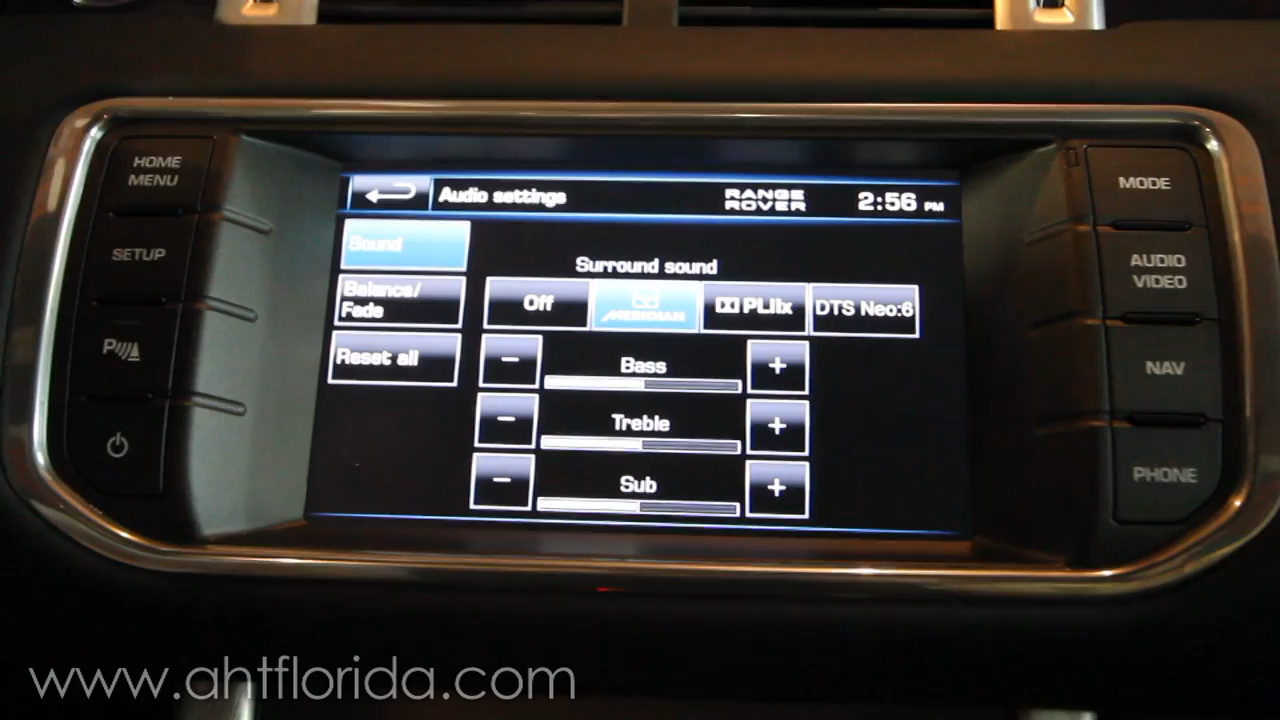 HOME
MENU
SETUP
P
Audio settings
RANGE
ROVER
2:56 PM
Sound
Balance/
Fade
Reset all
Surround sound
Off
MERIDIAN
PLIIx
DTS Neo:6
− Bass +
− Treble +
− Sub +
MODE
AUDIO
VIDEO
NAV
PHONE
www.ahtflorida.com